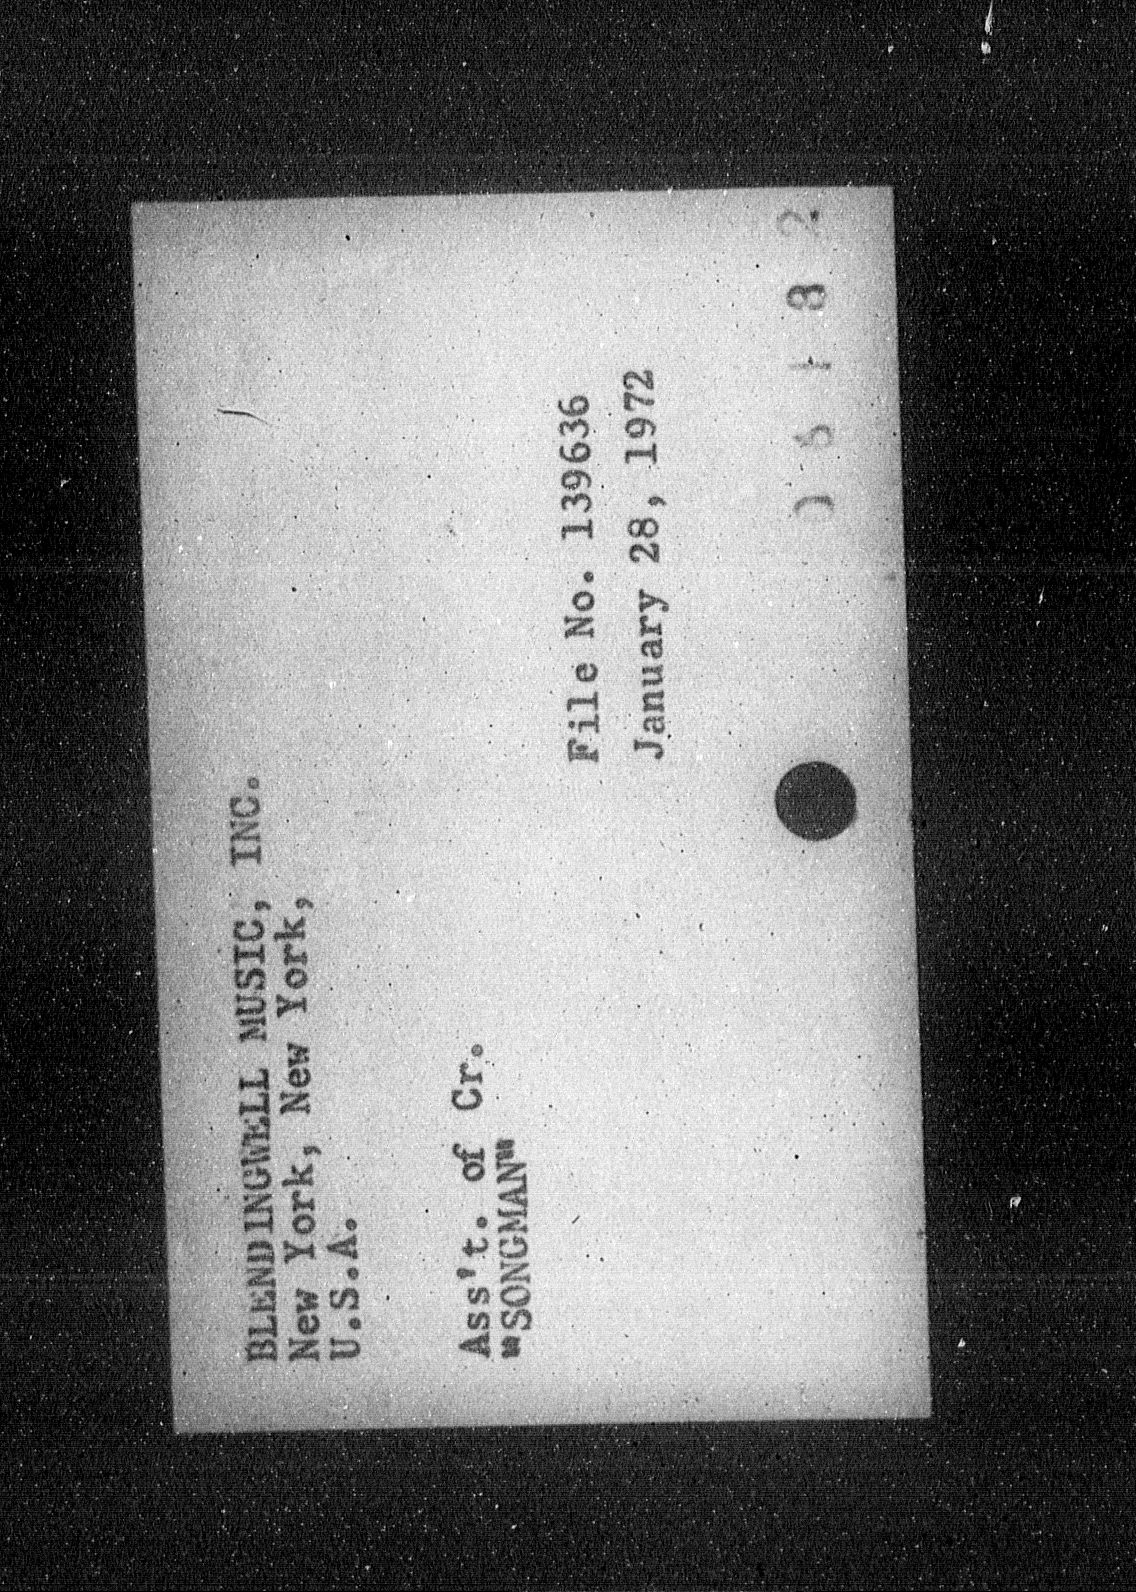 BLENDINGWELL MUSIC, INC.
New York, New York,
U.S.A.
Ass't. of Cr.
"SONGMAN"
File No. 139636
January 28, 1972